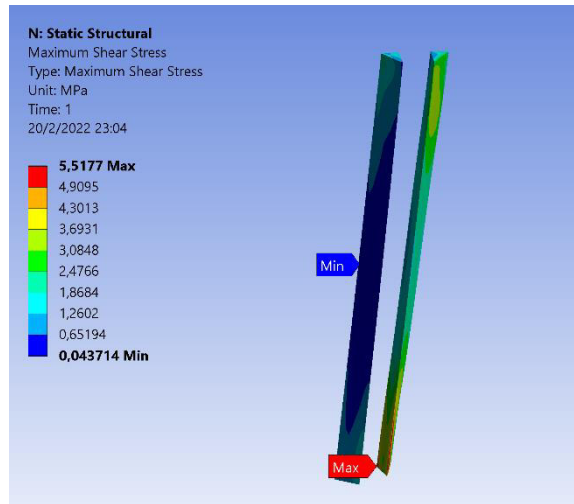 N: Static Structural
Maximum Shear Stress
Type: Maximum Shear Stress
Unit: MPa
Time: 1
20/2/2022 23:04
5,5177 Max
4,9095
4,3013
3,6931
3,0848
2,4766
1,8684
1,2602
0,65194
0,043714 Min
Min
Max